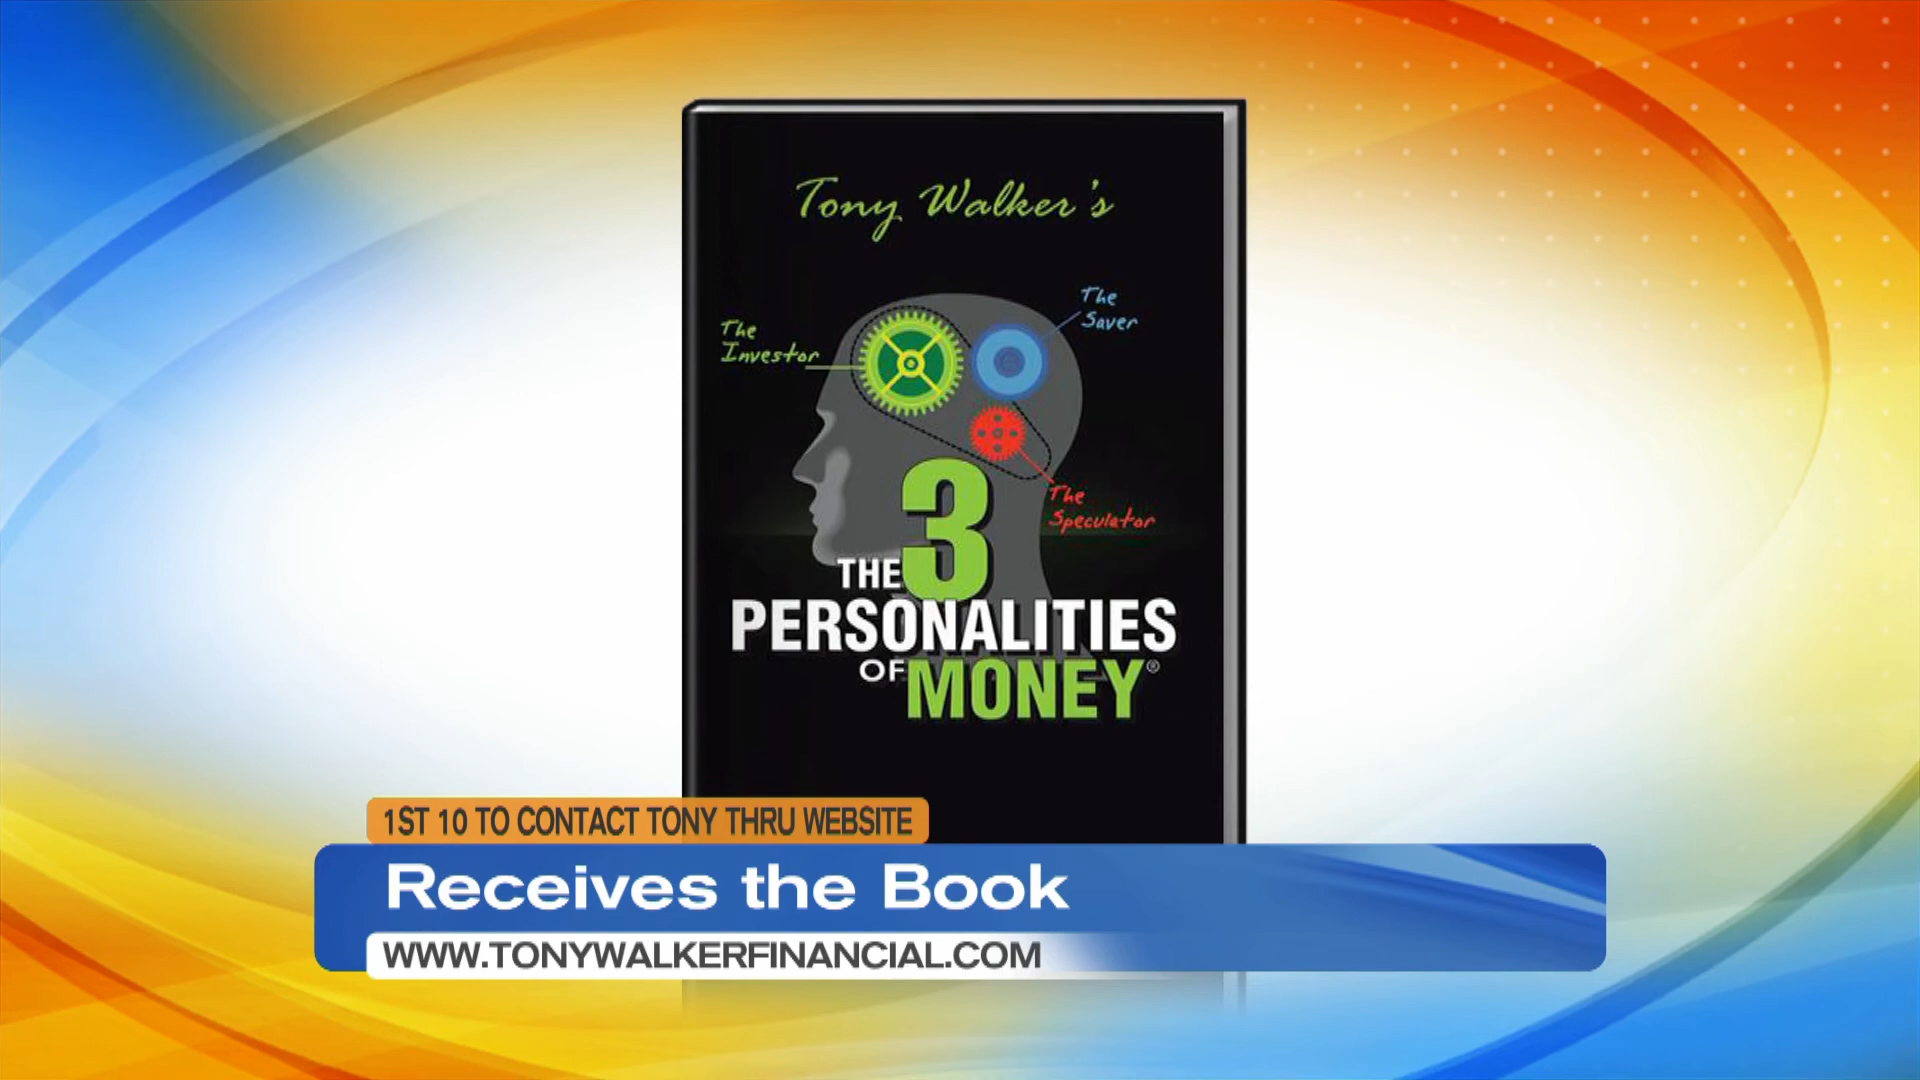 Tony Walker's
The
Saver
The
Investor
The
Speculator
THE 3
PERSONALITIES
OF MONEY®
1ST 10 TO CONTACT TONY THRU WEBSITE
Receives the Book
WWW.TONYWALKERFINANCIAL.COM